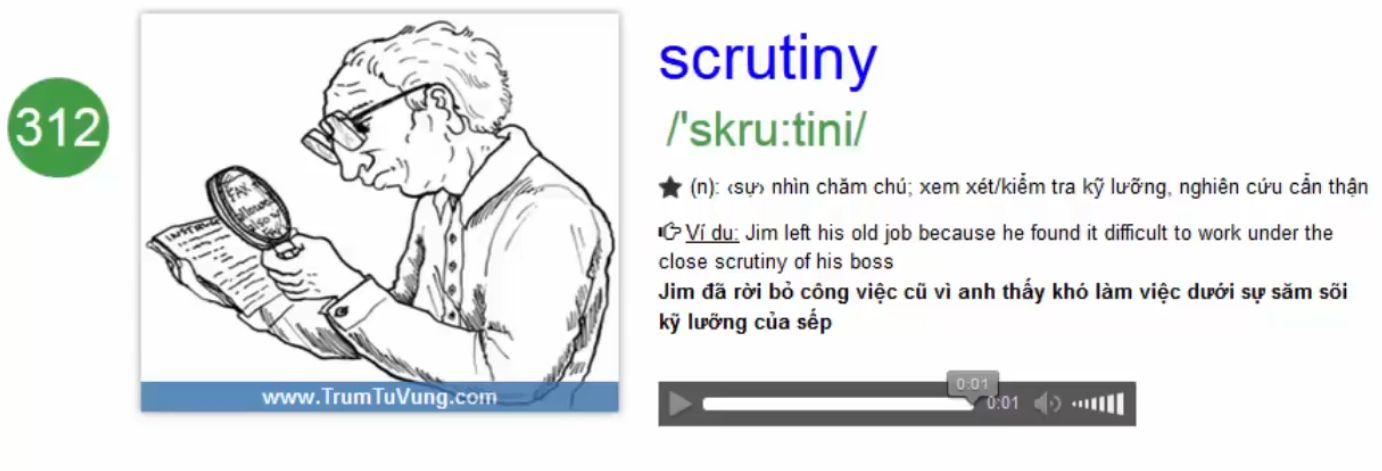 312
FAX
INSTRUC
www.TrumTuVung.com
scrutiny
/'skru:tini/
(n): ‹sự› nhìn chăm chú; xem xét/kiểm tra kỹ lưỡng, nghiên cứu cẩn thận
Ví dụ: Jim left his old job because he found it difficult to work under the
close scrutiny of his boss
Jim đã rời bỏ công việc cũ vì anh thấy khó làm việc dưới sự săm sõi
kỹ lưỡng của sếp
0:01
0:01